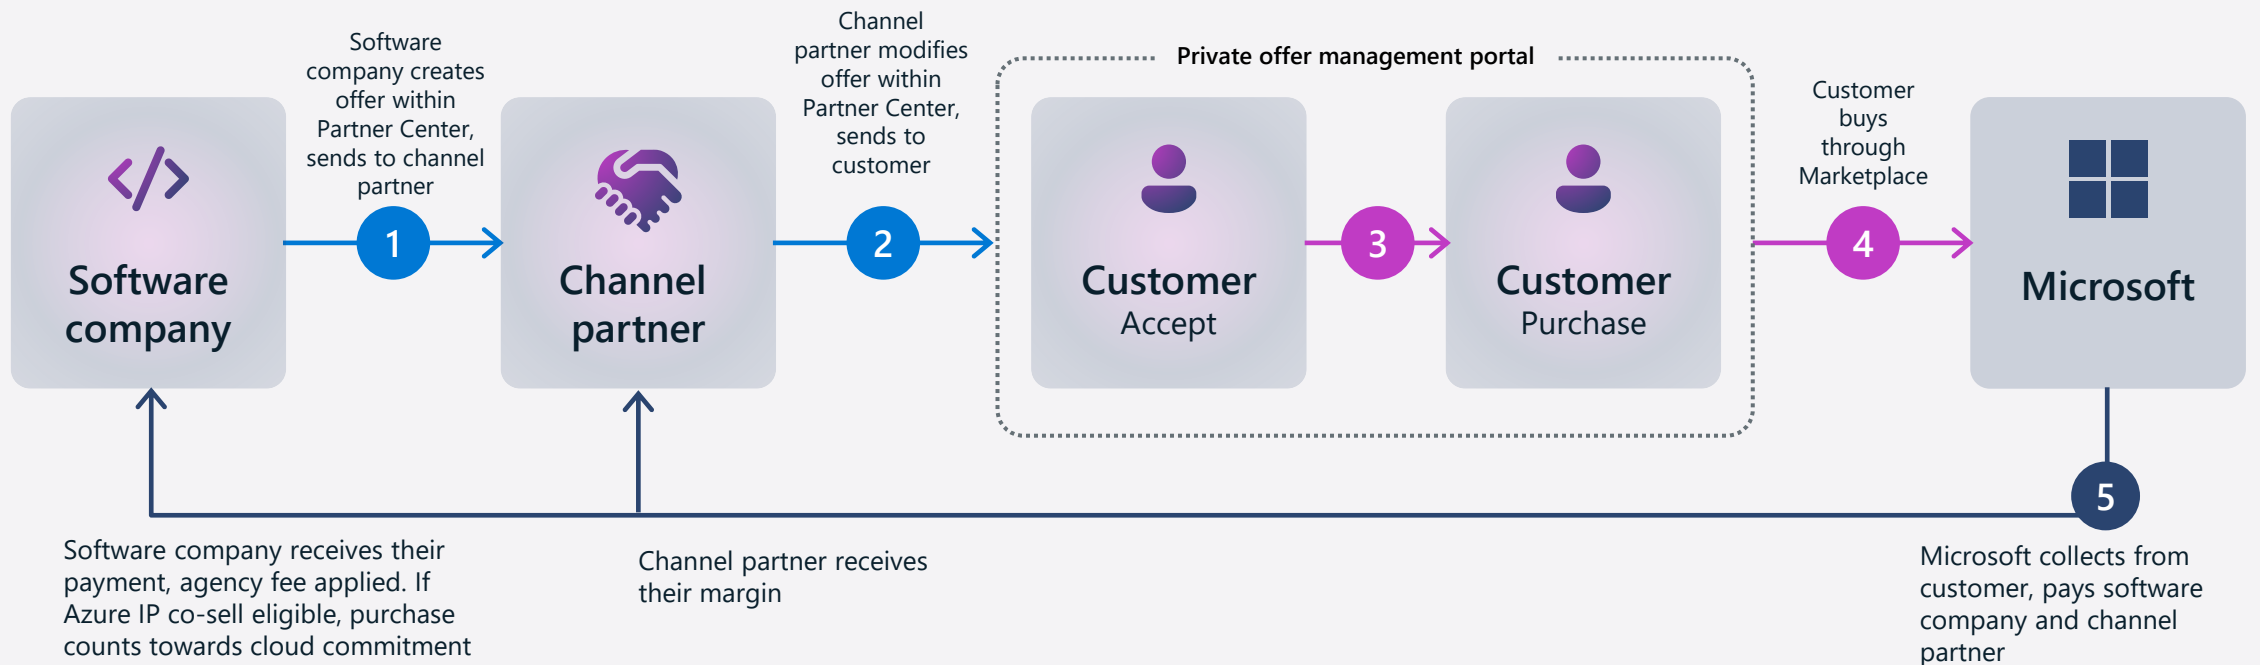 Software
company creates
offer within
Partner Center,
sends to channel
partner
Channel
partner modifies
offer within
Partner Center,
sends to
customer
Private offer management portal
Customer
buys
through
Marketplace
1
2
3
4
Software
company
Channel
partner
Customer
Accept
Customer
Purchase
Microsoft
5
Software company receives their
payment, agency fee applied. If
Azure IP co-sell eligible, purchase
counts towards cloud commitment
Channel partner receives
their margin
Microsoft collects from
customer, pays software
company and channel
partner